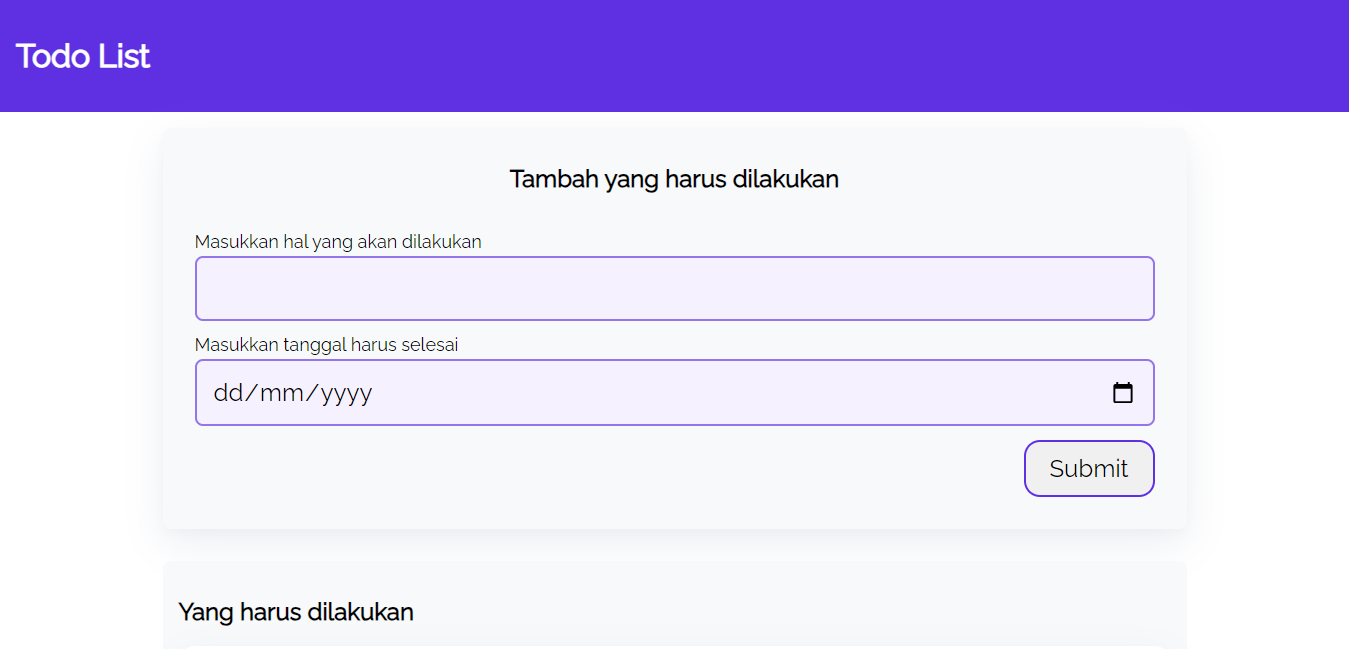 Todo List
Tambah yang harus dilakukan
Masukkan hal yang akan dilakukan
Masukkan tanggal harus selesai
dd/mm/yyyy
Submit
Yang harus dilakukan